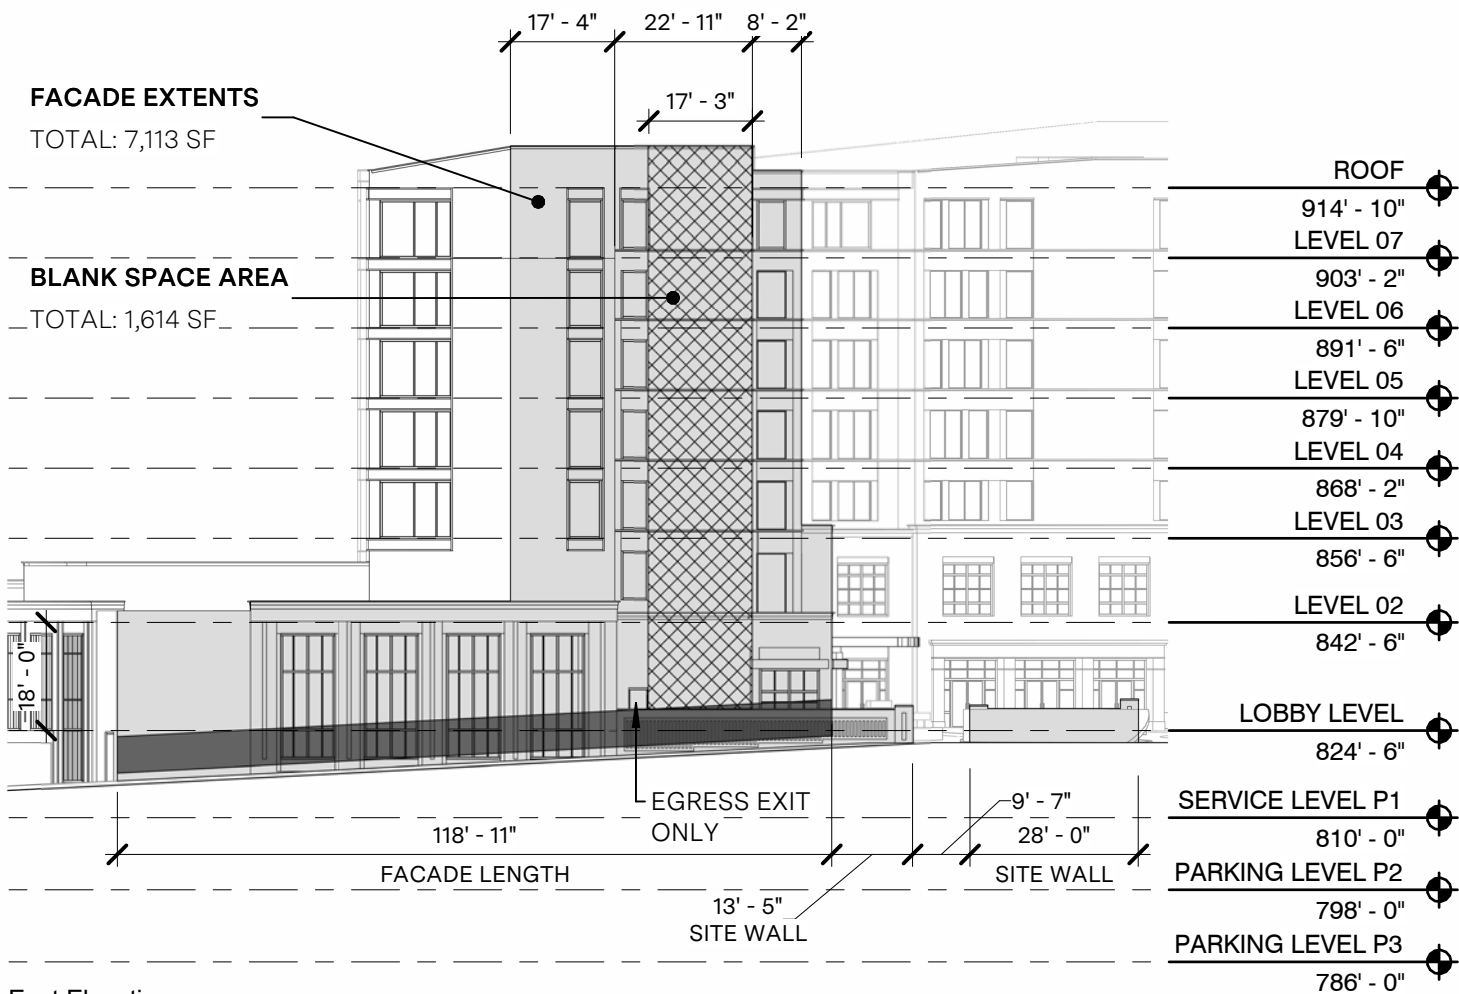 17' - 4" 22' - 11" 8' - 2"
17' - 3"
FACADE EXTENTS
TOTAL: 7,113 SF
BLANK SPACE AREA
TOTAL: 1,614 SF
ROOF
914' - 10"
LEVEL 07
903' - 2"
LEVEL 06
891' - 6"
LEVEL 05
879' - 10"
LEVEL 04
868' - 2"
LEVEL 03
856' - 6"
LEVEL 02
842' - 6"
LOBBY LEVEL
824' - 6"
SERVICE LEVEL P1
810' - 0"
PARKING LEVEL P2
798' - 0"
PARKING LEVEL P3
786' - 0"
18' - 0"
EGRESS EXIT
ONLY
118' - 11"
FACADE LENGTH
13' - 5"
SITE WALL
9' - 7"
28' - 0"
SITE WALL